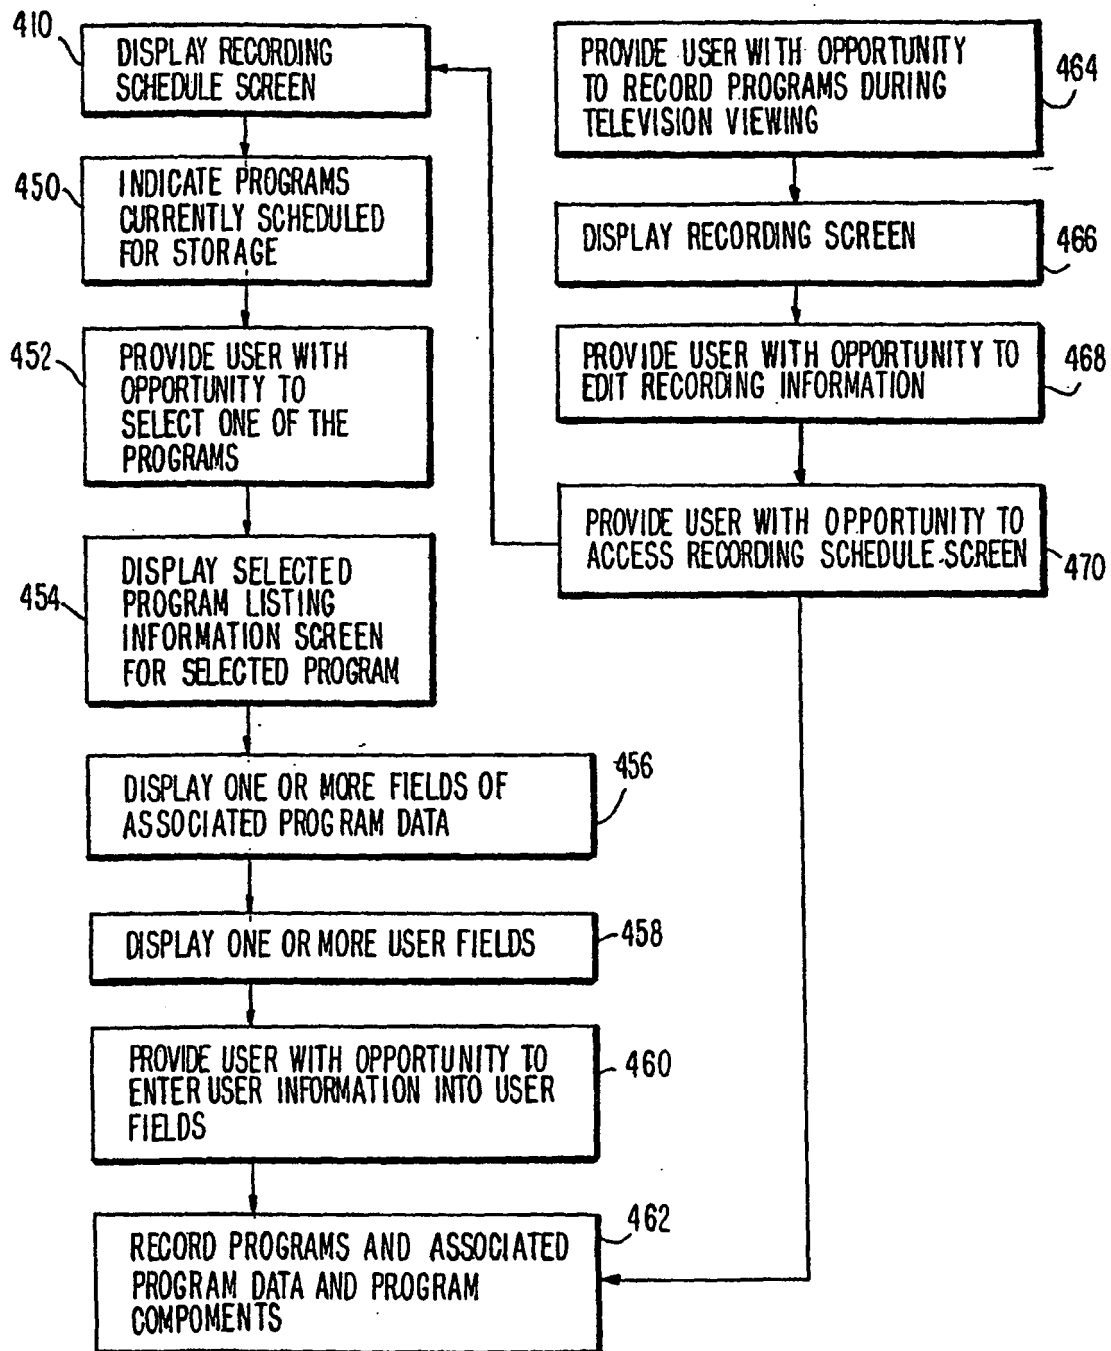 410
DISPLAY RECORDING
SCHEDULE SCREEN
450
INDICATE PROGRAMS
CURRENTLY SCHEDULED
FOR STORAGE
452
PROVIDE USER WITH
OPPORTUNITY TO
SELECT ONE OF THE
PROGRAMS
454
DISPLAY SELECTED
PROGRAM LISTING
INFORMATION SCREEN
FOR SELECTED PROGRAM
DISPLAY ONE OR MORE FIELDS OF
ASSOCIATED PROGRAM DATA
456
DISPLAY ONE OR MORE USER FIELDS
458
PROVIDE USER WITH OPPORTUNITY TO
ENTER USER INFORMATION INTO USER
FIELDS
460
RECORD PROGRAMS AND ASSOCIATED
PROGRAM DATA AND PROGRAM
COMPOMENTS
462
PROVIDE USER WITH OPPORTUNITY
TO RECORD PROGRAMS DURING
TELEVISION VIEWING
464
DISPLAY RECORDING SCREEN
466
PROVIDE USER WITH OPPORTUNITY TO
EDIT RECORDING INFORMATION
468
PROVIDE USER WITH OPPORTUNITY TO
ACCESS RECORDING SCHEDULE SCREEN
470